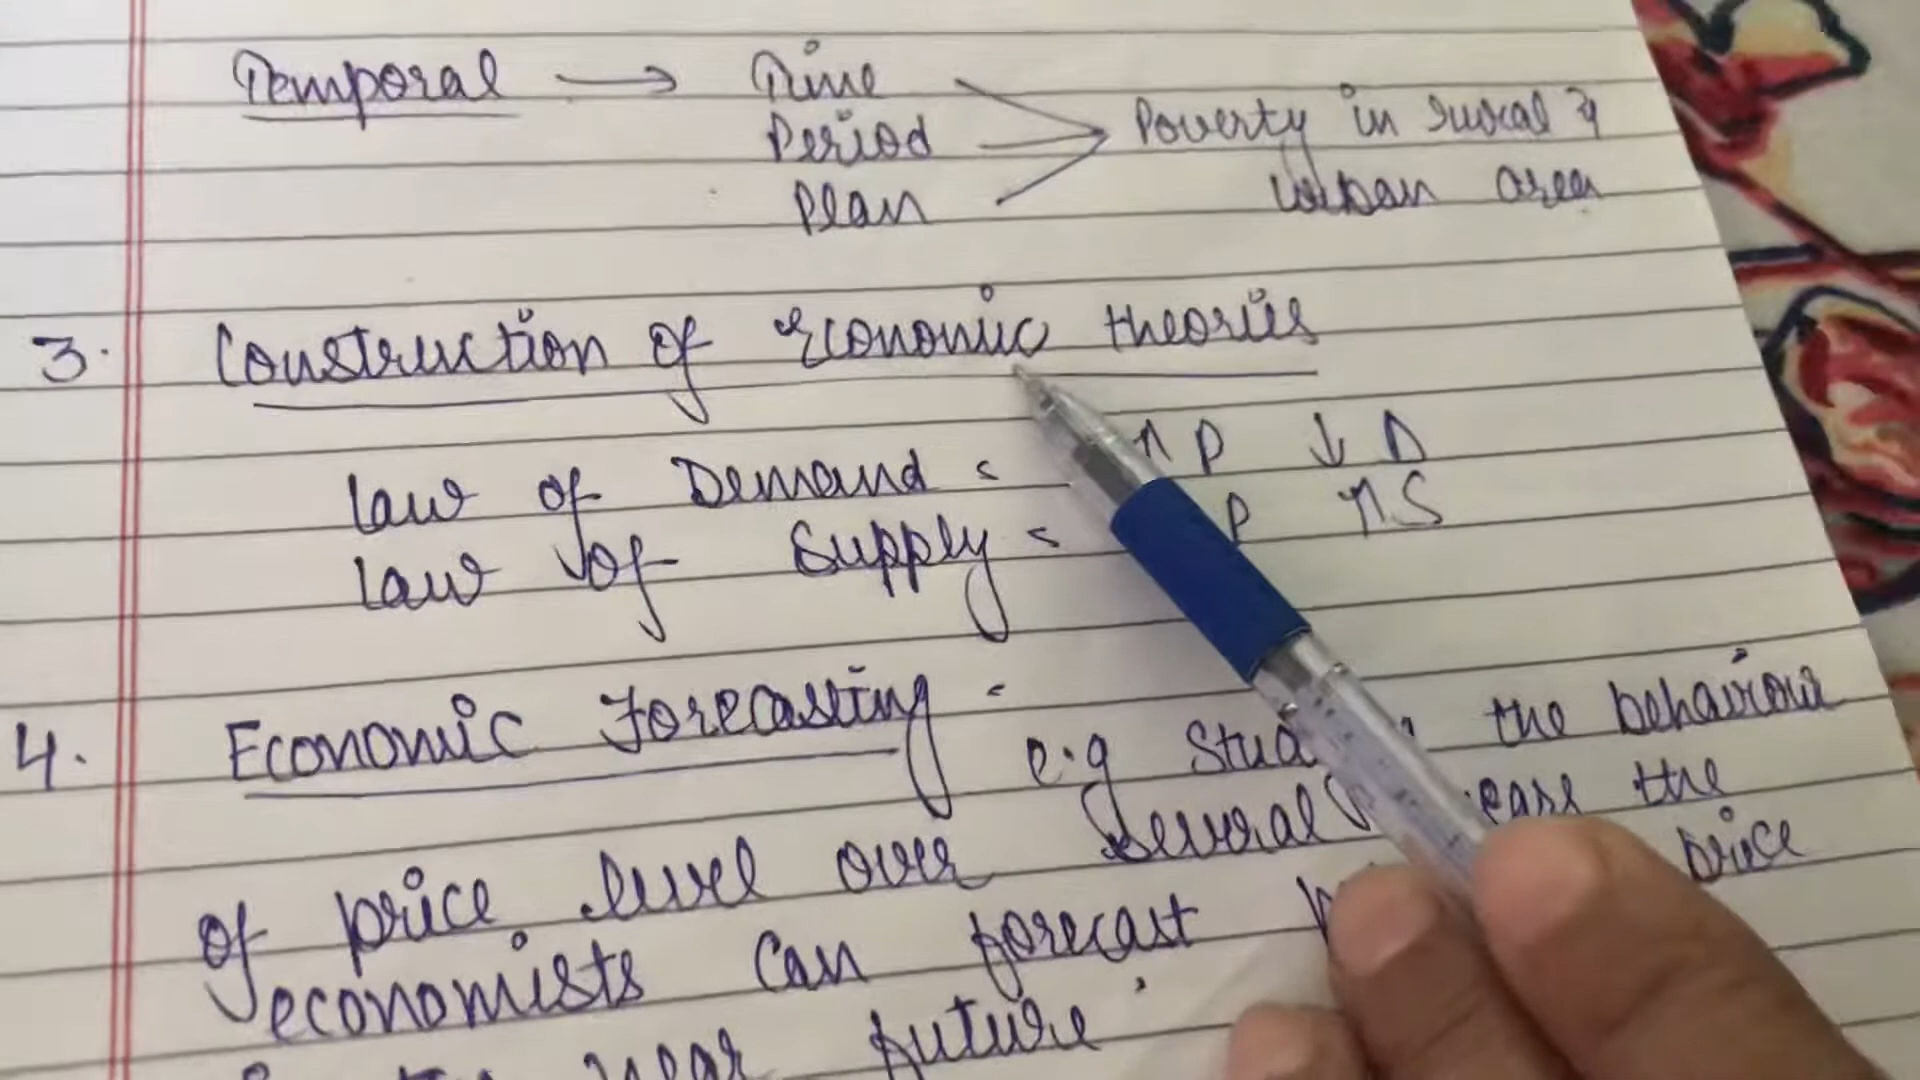 Temporal → Time
Period
Plan
Poverty in rural &
urban area
3. Construction of Economic theories
Law of Demand = ↑ P ↓ D
Law of Supply = P ↑ S
4. Economic Forecasting =
e.g the behaviour
of price level over several the
economists can forecast price
near future